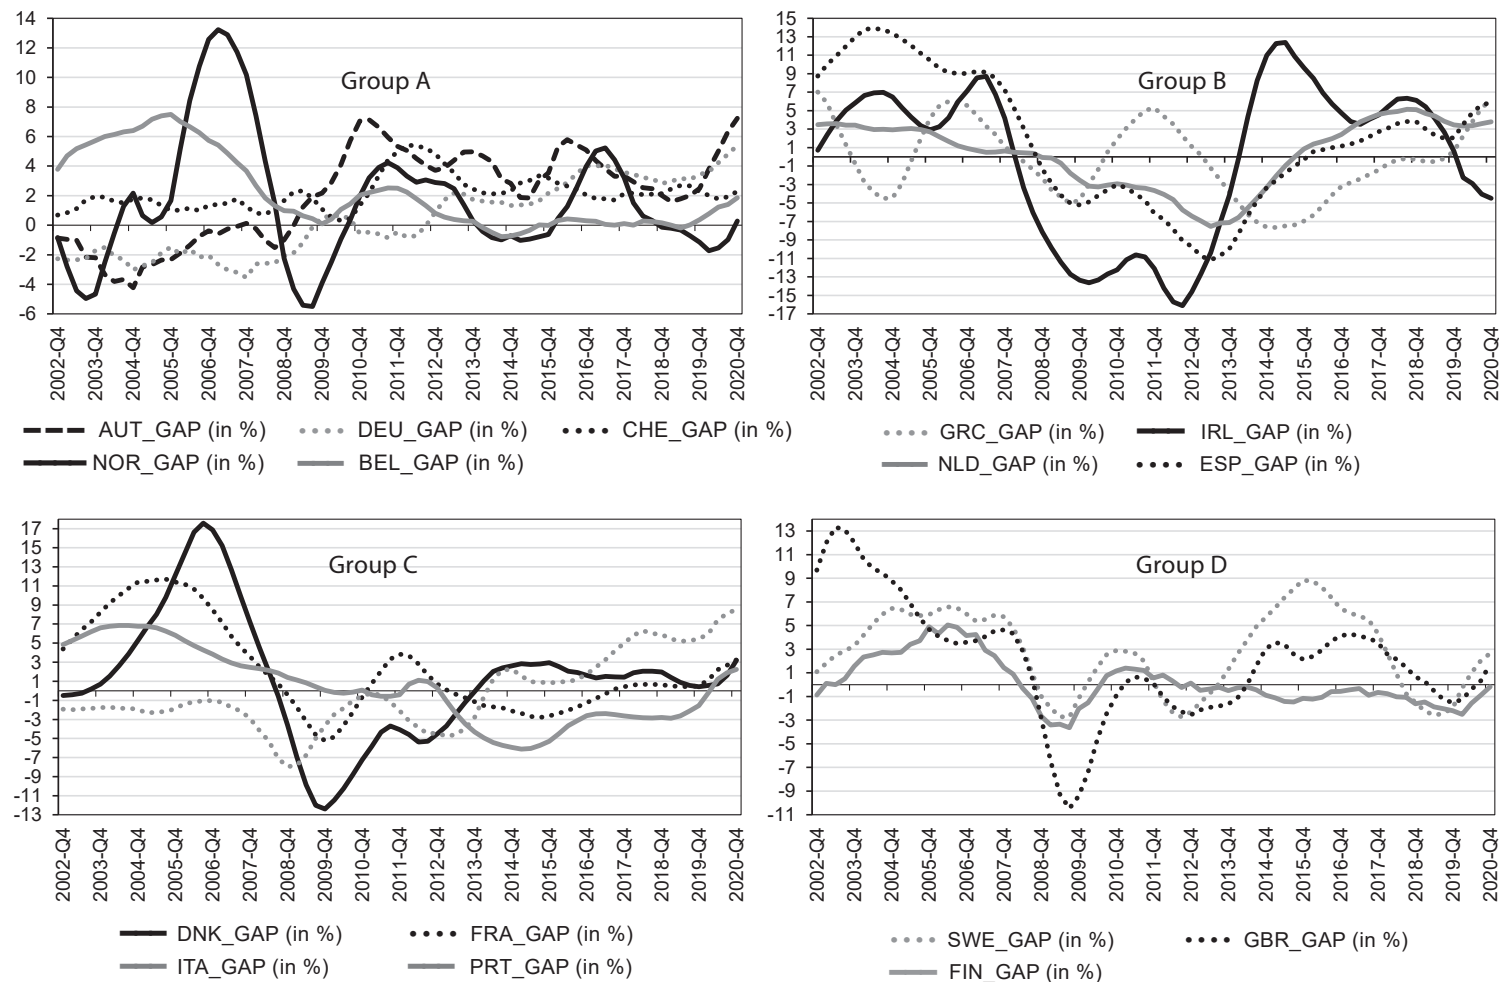 Group A
14
12
10
8
6
4
2
0
-2
-4
-6
2002-Q4
2003-Q4
2004-Q4
2005-Q4
2006-Q4
2007-Q4
2008-Q4
2009-Q4
2010-Q4
2011-Q4
2012-Q4
2013-Q4
2014-Q4
2015-Q4
2016-Q4
2017-Q4
2018-Q4
2019-Q4
2020-Q4
AUT_GAP (in %) DEU_GAP (in %) CHE_GAP (in %)
NOR_GAP (in %) BEL_GAP (in %)
Group B
15
13
11
9
7
5
3
1
-1
-3
-5
-7
-9
-11
-13
-15
-17
2002-Q4
2003-Q4
2004-Q4
2005-Q4
2006-Q4
2007-Q4
2008-Q4
2009-Q4
2010-Q4
2011-Q4
2012-Q4
2013-Q4
2014-Q4
2015-Q4
2016-Q4
2017-Q4
2018-Q4
2019-Q4
2020-Q4
GRC_GAP (in %) IRL_GAP (in %)
NLD_GAP (in %) ESP_GAP (in %)
Group C
17
15
13
11
9
7
5
3
1
-1
-3
-5
-7
-9
-11
-13
2002-Q4
2003-Q4
2004-Q4
2005-Q4
2006-Q4
2007-Q4
2008-Q4
2009-Q4
2010-Q4
2011-Q4
2012-Q4
2013-Q4
2014-Q4
2015-Q4
2016-Q4
2017-Q4
2018-Q4
2019-Q4
2020-Q4
DNK_GAP (in %) FRA_GAP (in %)
ITA_GAP (in %) PRT_GAP (in %)
Group D
13
11
9
7
5
3
1
-1
-3
-5
-7
-9
-11
2002-Q4
2003-Q4
2004-Q4
2005-Q4
2006-Q4
2007-Q4
2008-Q4
2009-Q4
2010-Q4
2011-Q4
2012-Q4
2013-Q4
2014-Q4
2015-Q4
2016-Q4
2017-Q4
2018-Q4
2019-Q4
2020-Q4
SWE_GAP (in %) GBR_GAP (in %)
FIN_GAP (in %)